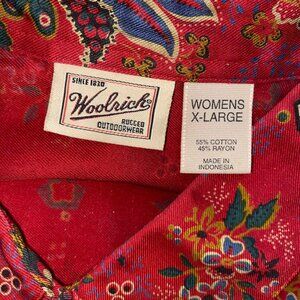 SINCE 1830
Woolrich
RUGGED
OUTDOORWEAR
WOMENS
X-LARGE
55% COTTON
45% RAYON
MADE IN
INDONESIA